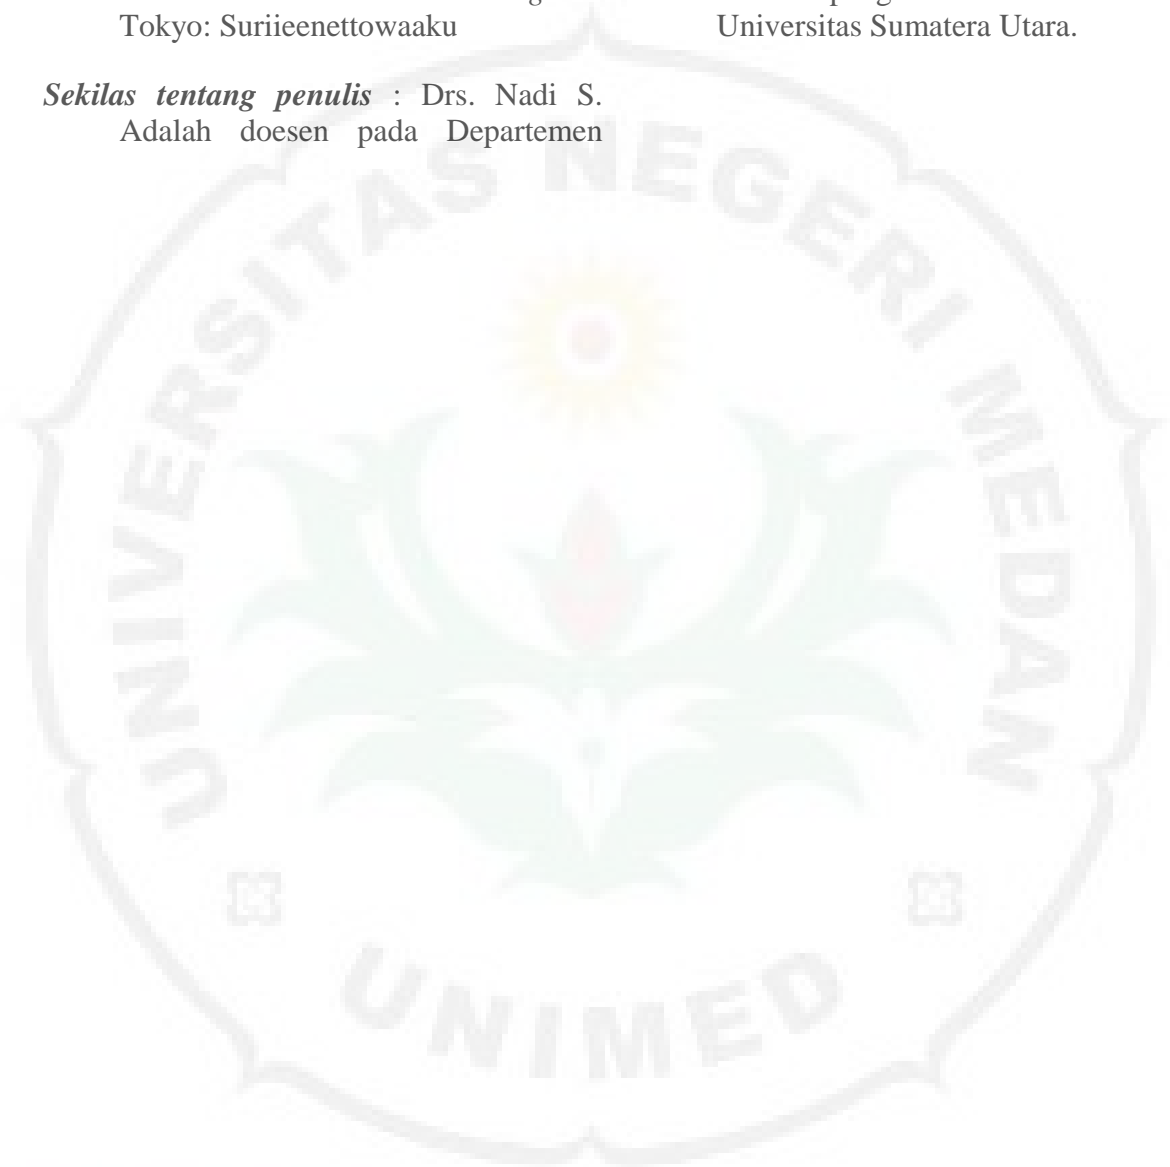 Tokyo: Suriieenettowaaku
Sekilas tentang penulis : Drs. Nadi S.
Adalah doesen pada Departemen
Universitas Sumatera Utara.
UNIVERSITAS NEGERI MEDAN
UNIMED